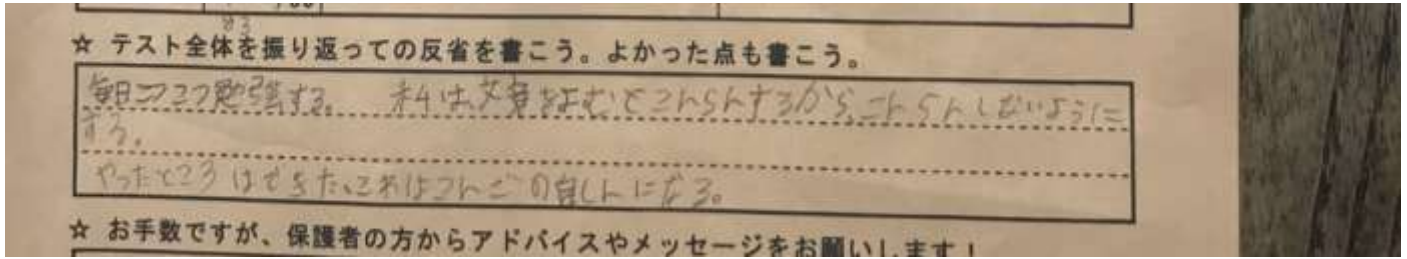 ☆ テスト全体を振り返っての反省を書こう。よかった点も書こう。
毎日コツコツ勉強する。 私は、文章をよむとこんらんするから、こんらんしないように
する。
やったところはできた、これはこんごの自しんになる。
☆ お手数ですが、保護者の方からアドバイスやメッセージをお願いします!